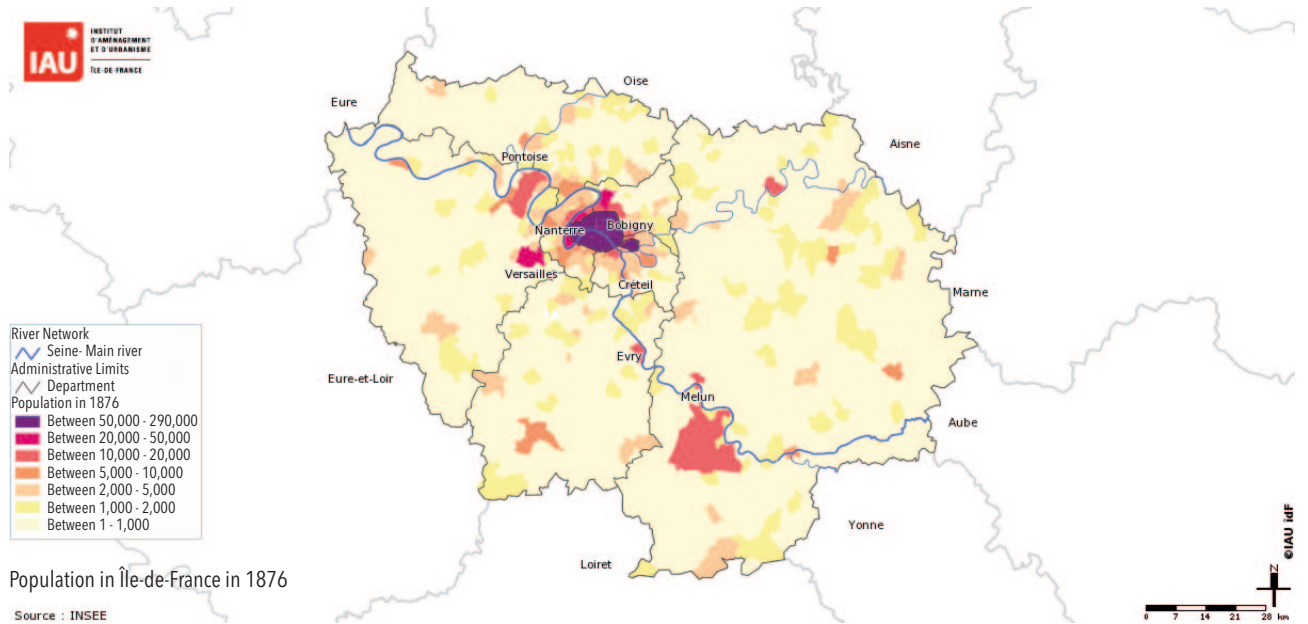 IAU
INSTITUT
D'AMÉNAGEMENT
ET D'URBANISME
ÎLE-DE-FRANCE
Oise
Eure
Aisne
Pontoise
Nanterre
Bobigny
Versailles
Créteil
Marne
Evry
Eure-et-Loir
Melun
Aube
Yonne
Loiret
River Network
Seine- Main river
Administrative Limits
Department
Population in 1876
Between 50,000 - 290,000
Between 20,000 - 50,000
Between 10,000 - 20,000
Between 5,000 - 10,000
Between 2,000 - 5,000
Between 1,000 - 2,000
Between 1 - 1,000
Population in Île-de-France in 1876
Source : INSEE
©IAU îdF
N
0 7 14 21 28 km